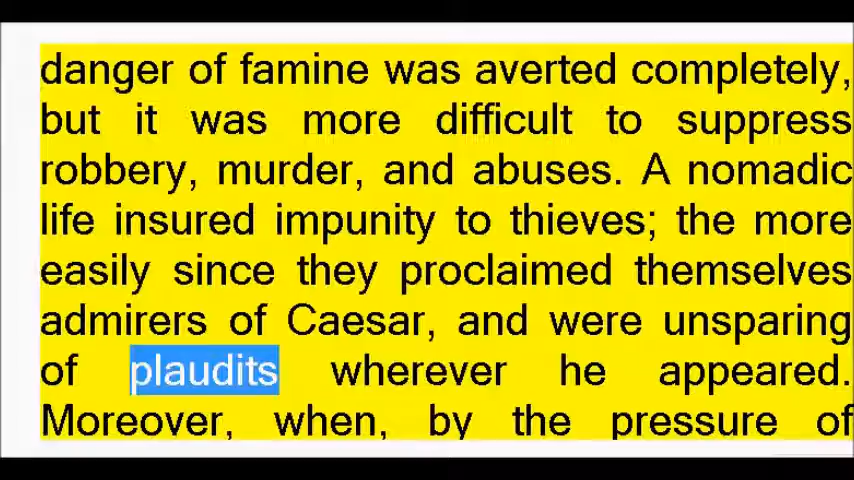 danger of famine was averted completely,
but it was more difficult to suppress
robbery, murder, and abuses. A nomadic
life insured impunity to thieves; the more
easily since they proclaimed themselves
admirers of Caesar, and were unsparing
of plaudits wherever he appeared.
Moreover, when, by the pressure of